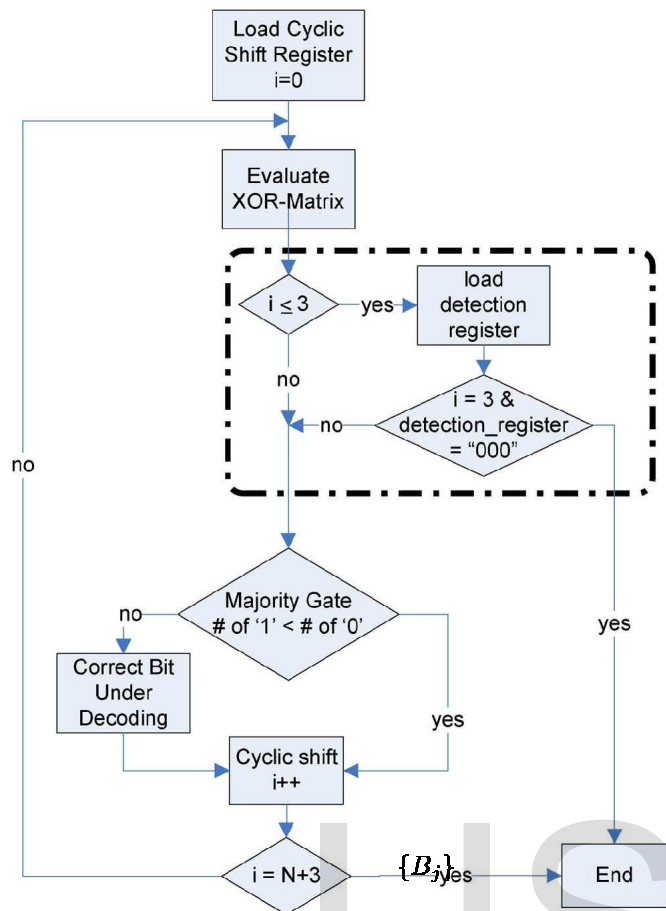 Load Cyclic
Shift Register
i=0
Evaluate
XOR-Matrix
i ≤ 3
yes
load
detection
register
no
i = 3 &
detection_register
= “000”
no
no
Majority Gate
# of ‘1’ < # of ‘0’
no
yes
yes
Correct Bit
Under
Decoding
Cyclic shift
i++
i = N+3
{B_j}
yes
End